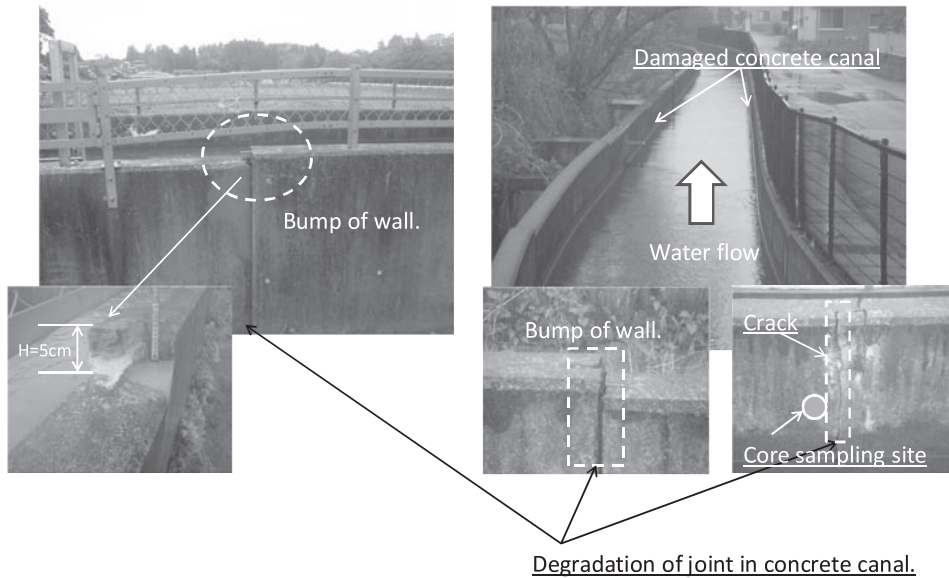 Damaged concrete canal
Bump of wall.
Water flow
H=5cm
Bump of wall.
Crack
Core sampling site
Degradation of joint in concrete canal.